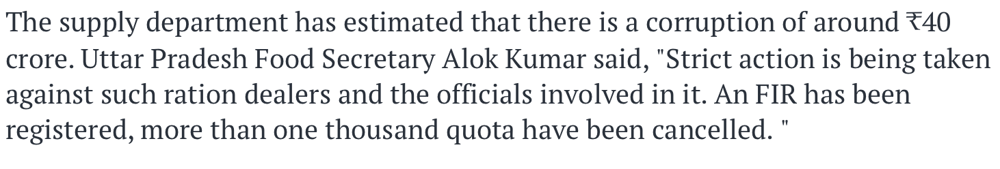 The supply department has estimated that there is a corruption of around ₹40
crore. Uttar Pradesh Food Secretary Alok Kumar said, "Strict action is being taken
against such ration dealers and the officials involved in it. An FIR has been
registered, more than one thousand quota have been cancelled. "